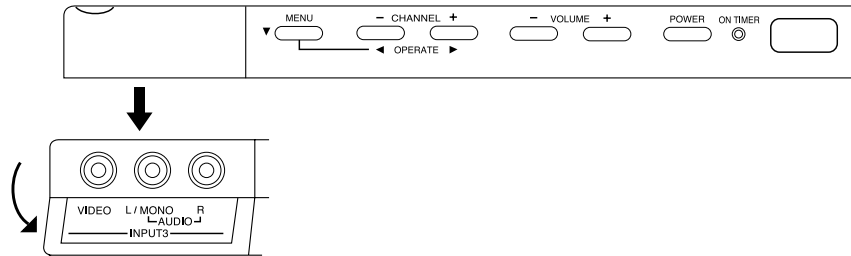 MENU – CHANNEL + – VOLUME + POWER ON TIMER
▼
◄ OPERATE ►
VIDEO L / MONO R
AUDIO
INPUT3